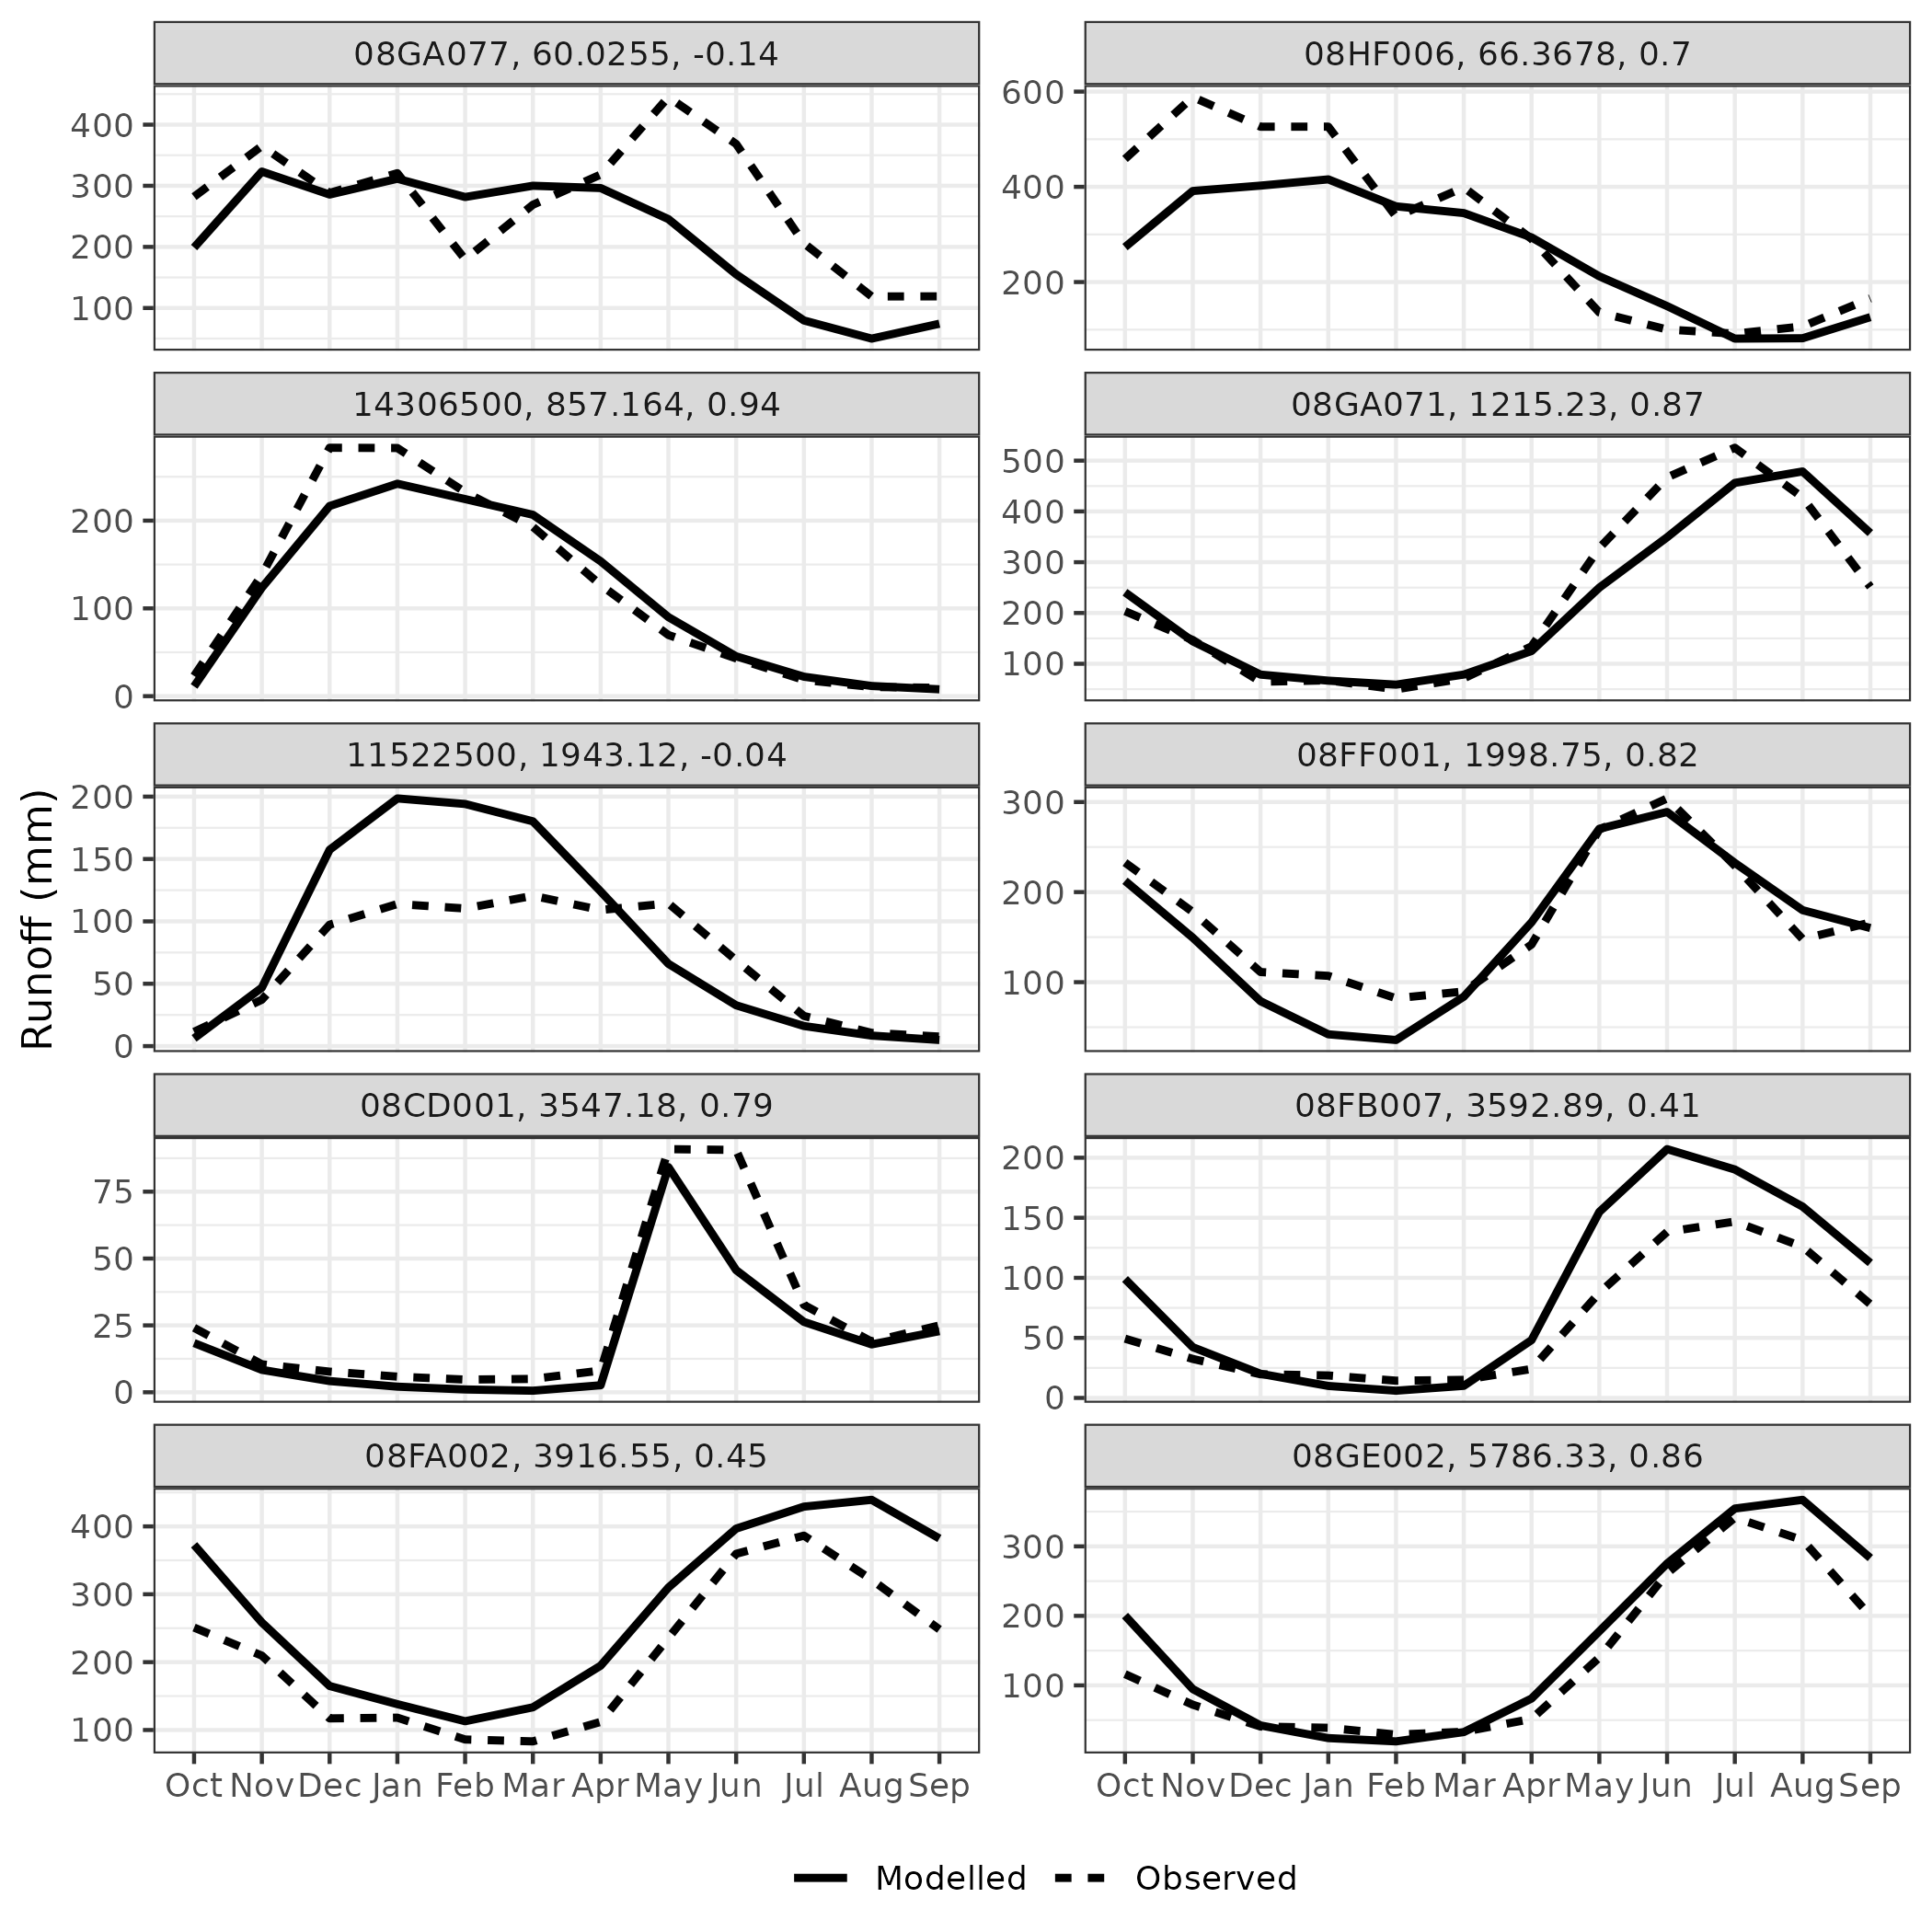 08GA077, 60.0255, -0.14
08HF006, 66.3678, 0.7
400
300
200
100
600
400
200
14306500, 857.164, 0.94
08GA071, 1215.23, 0.87
200
100
0
500
400
300
200
100
11522500, 1943.12, -0.04
08FF001, 1998.75, 0.82
200
150
100
50
0
300
200
100
Runoff (mm)
08CD001, 3547.18, 0.79
08FB007, 3592.89, 0.41
75
50
25
0
200
150
100
50
0
08FA002, 3916.55, 0.45
08GE002, 5786.33, 0.86
400
300
200
100
300
200
100
Oct Nov Dec Jan Feb Mar Apr May Jun Jul Aug Sep
Oct Nov Dec Jan Feb Mar Apr May Jun Jul Aug Sep
Modelled Observed